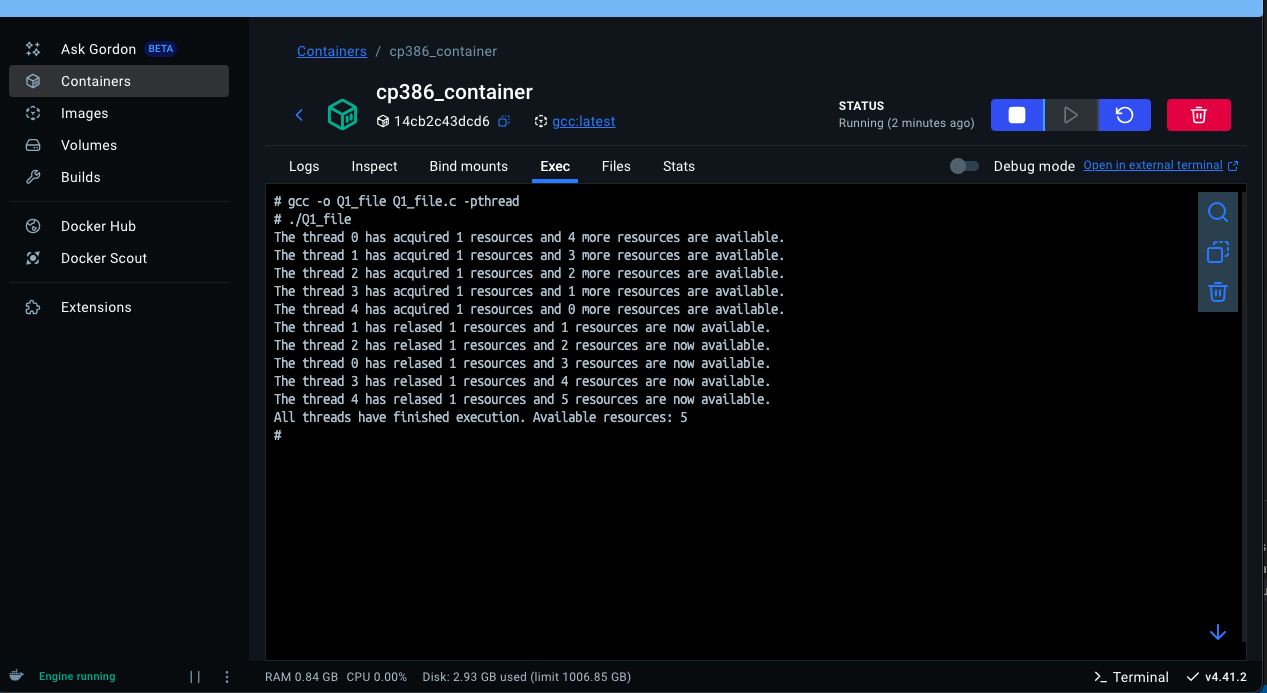 Ask Gordon BETA
Containers
Images
Volumes
Builds
Docker Hub
Docker Scout
Extensions
Containers / cp386_container
cp386_container
14cb2c43dcd6 gcc:latest
STATUS
Running (2 minutes ago)
Logs Inspect Bind mounts Exec Files Stats
Debug mode Open in external terminal
# gcc -o Q1_file Q1_file.c -pthread
# ./Q1_file
The thread 0 has acquired 1 resources and 4 more resources are available.
The thread 1 has acquired 1 resources and 3 more resources are available.
The thread 2 has acquired 1 resources and 2 more resources are available.
The thread 3 has acquired 1 resources and 1 more resources are available.
The thread 4 has acquired 1 resources and 0 more resources are available.
The thread 1 has relased 1 resources and 1 resources are now available.
The thread 2 has relased 1 resources and 2 resources are now available.
The thread 0 has relased 1 resources and 3 resources are now available.
The thread 3 has relased 1 resources and 4 resources are now available.
The thread 4 has relased 1 resources and 5 resources are now available.
All threads have finished execution. Available resources: 5
#
Engine running
RAM 0.84 GB CPU 0.00% Disk: 2.93 GB used (limit 1006.85 GB)
Terminal v4.41.2